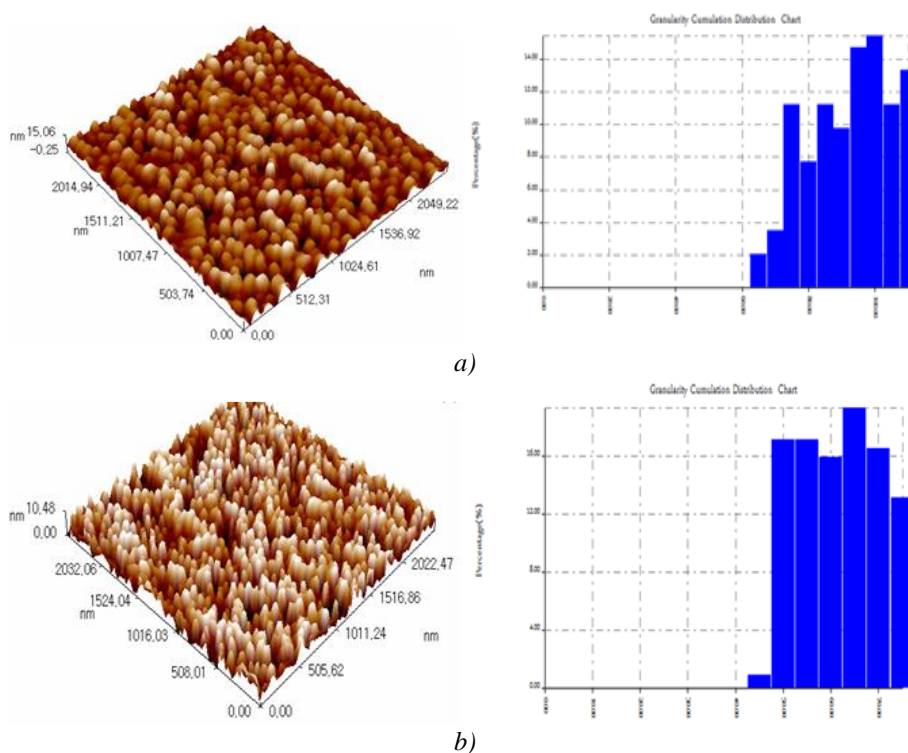 Granularity Cumulation Distribution Chart
nm 15.06
-0.25
2014,94
1511,21
nm
1007,47
503,74
0,00 0,00
512,31
1024,61
1536,92
2049,22
nm
Percentage(%)
14.00
12.00
10.00
8.00
6.00
4.00
2.00
0.00
a)
Granularity Cumulation Distribution Chart
nm 10.48
0.00
2032,06
1524,04
nm
1016,03
508,01
0,00 0,00
505,62
1011,24
1516,86
2022,47
nm
Percentage(%)
12.00
8.00
4.00
0.00
b)